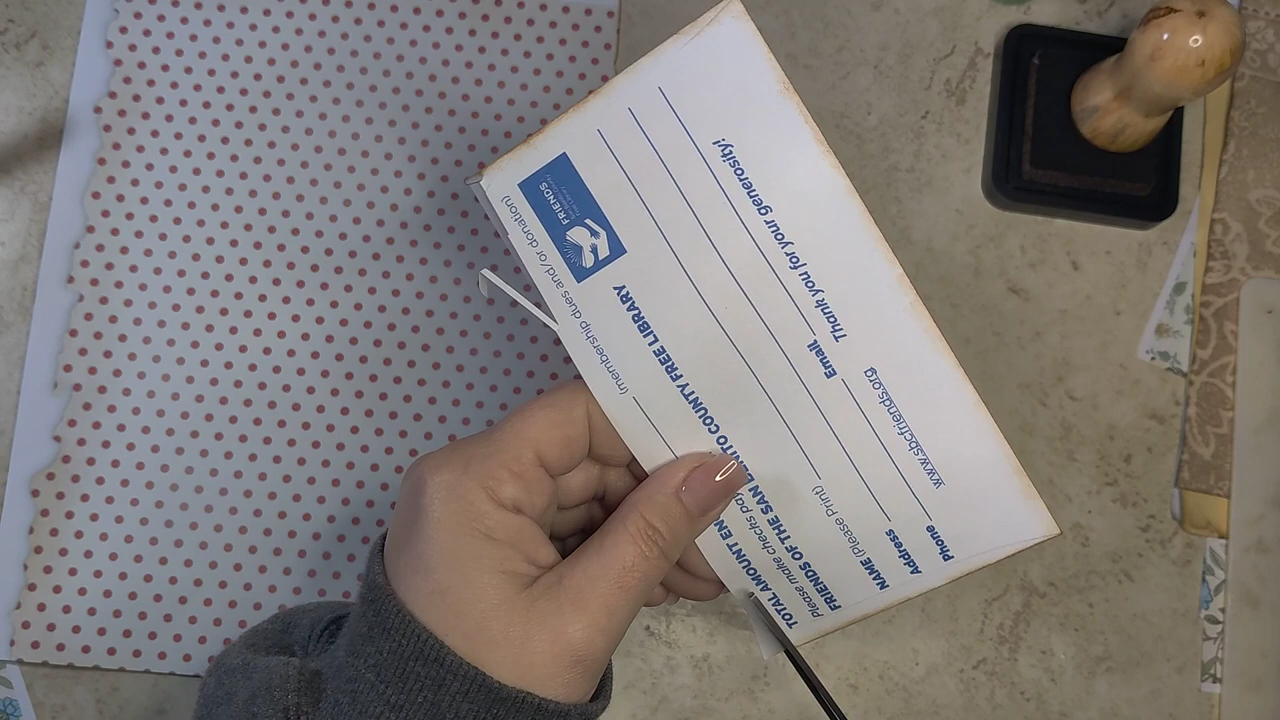 TOTAL AMOUNT EN
(membership dues and/or donation)
Please make checks
FRIENDS OF THE SAN BENITO COUNTY FREE LIBRARY
FRIENDS
NAME (Please Print)
Address
Phone
Email
www.sbcfriends.org
Thank you for your generosity!